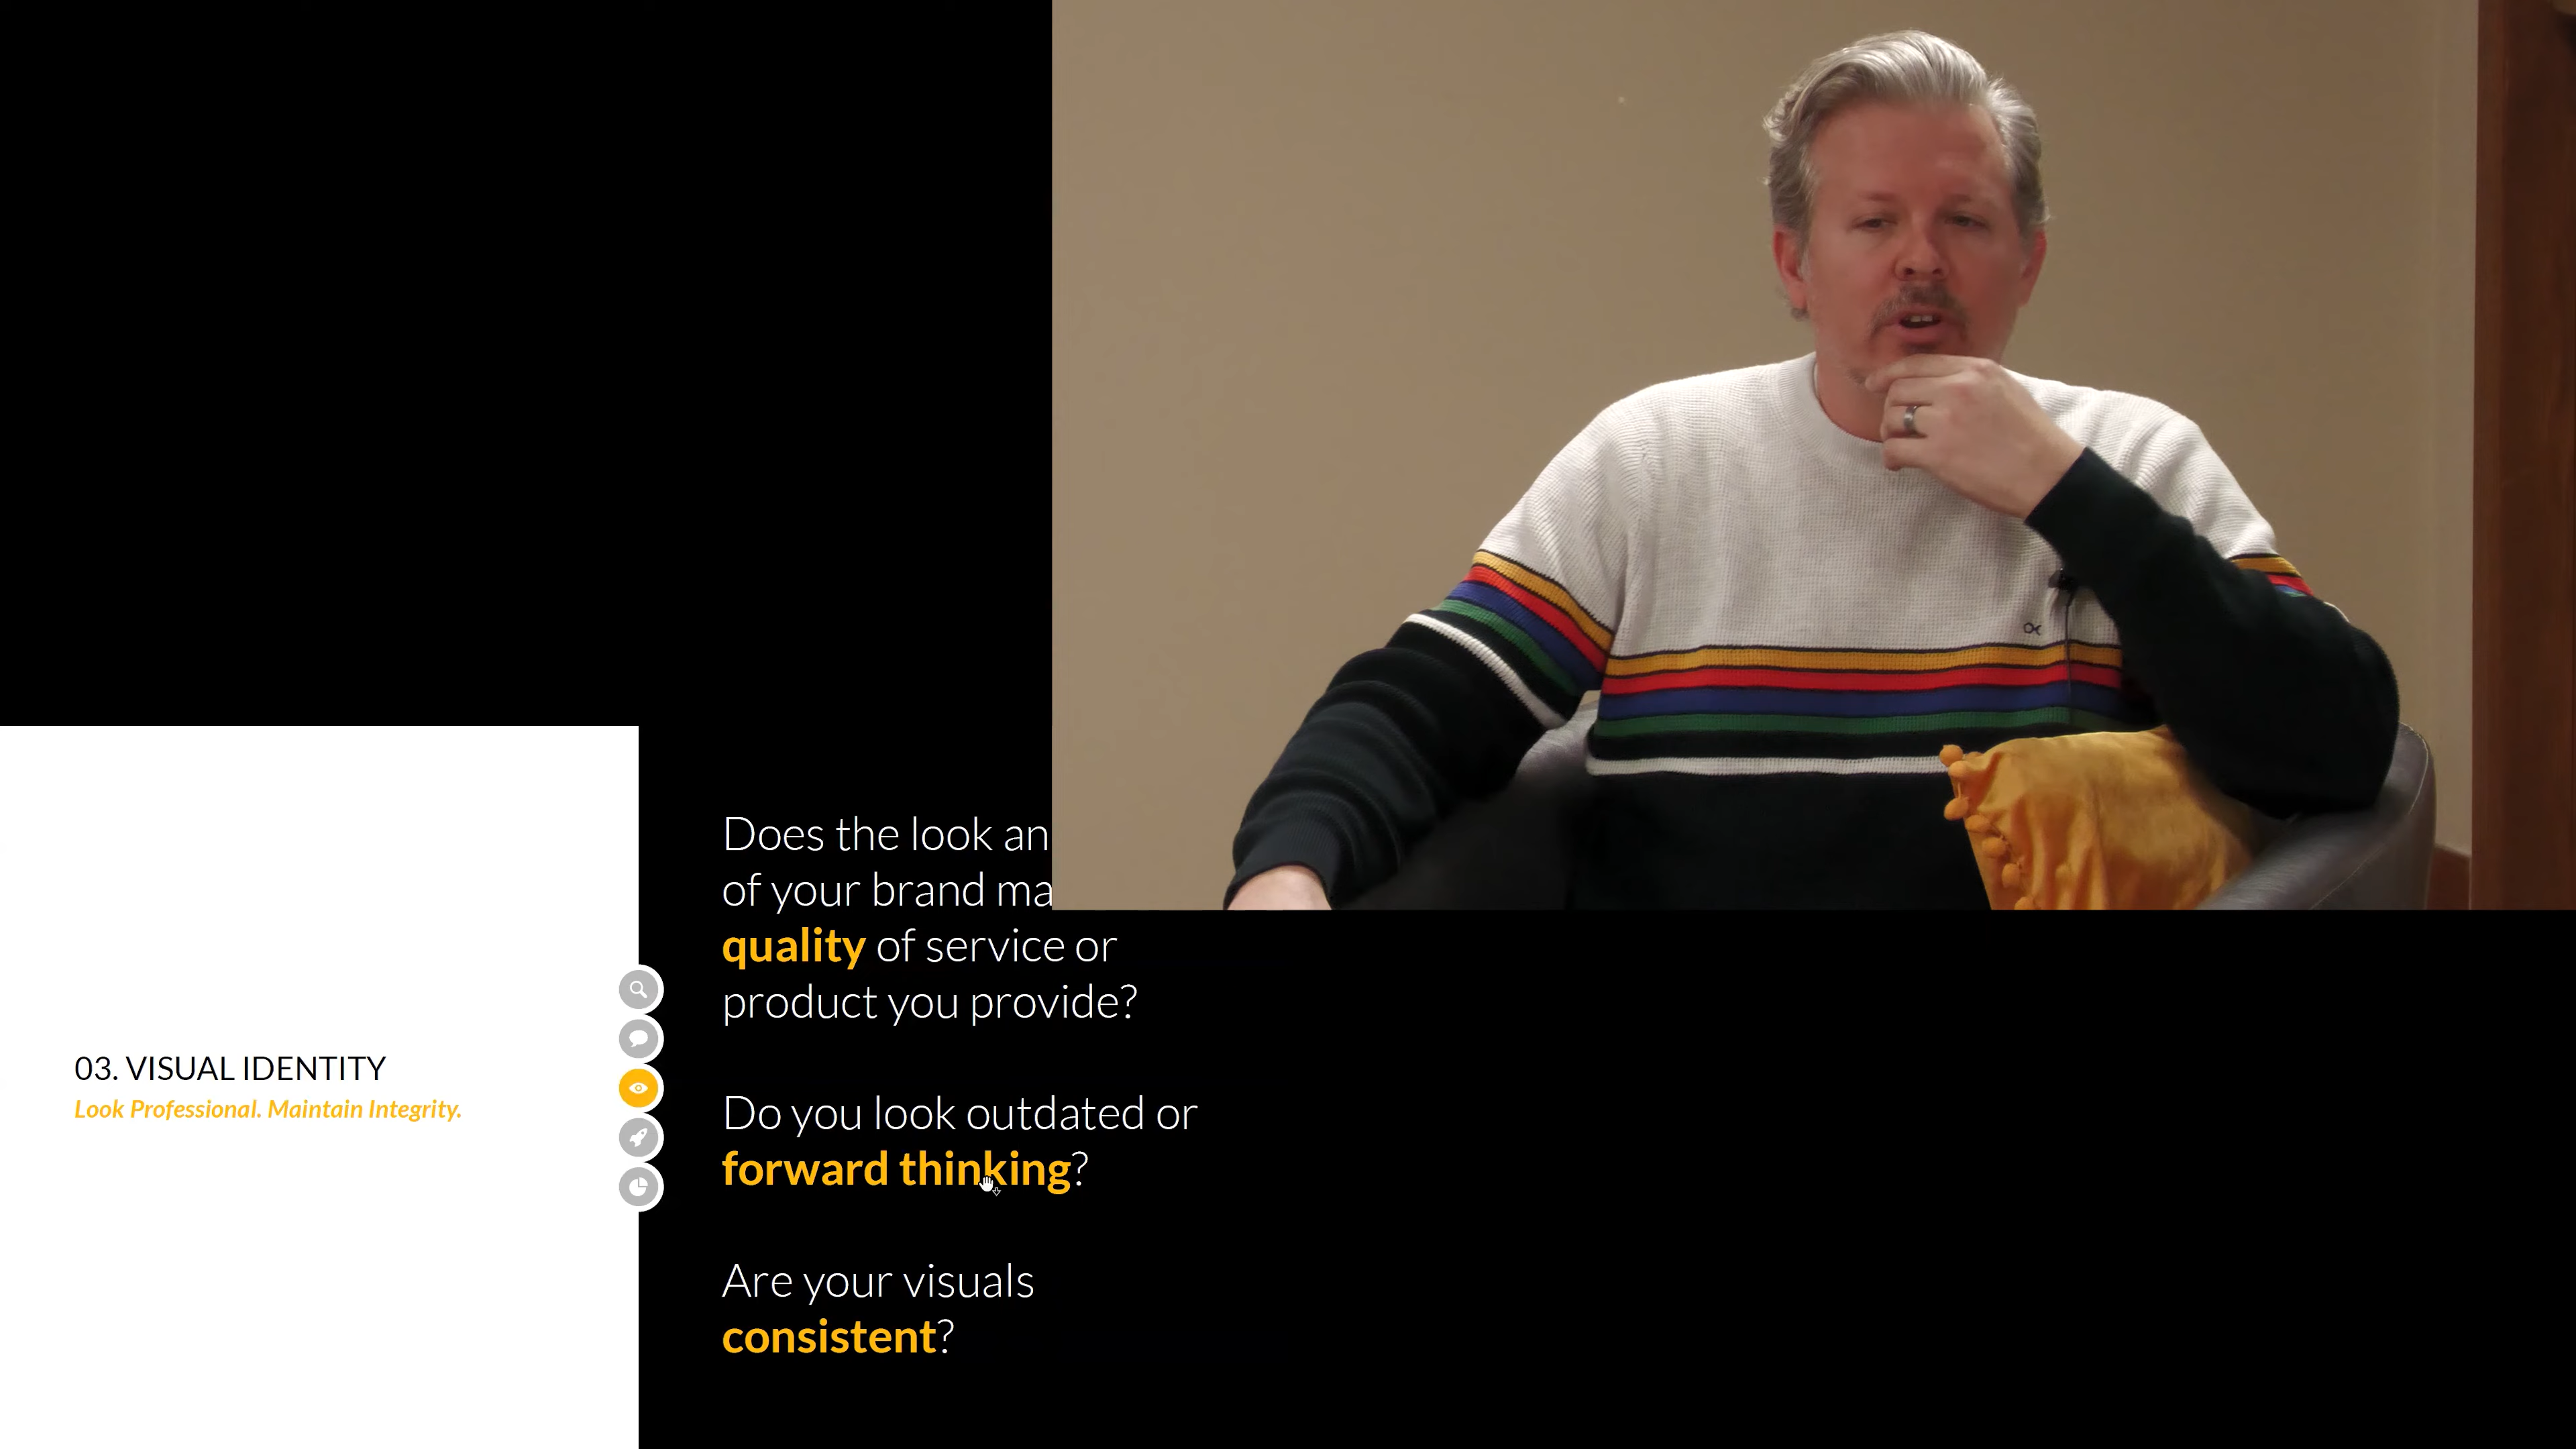 03. VISUAL IDENTITY
Look Professional. Maintain Integrity.
Does the look an
of your brand ma
quality of service or
product you provide?
Do you look outdated or
forward thinking?
Are your visuals
consistent?